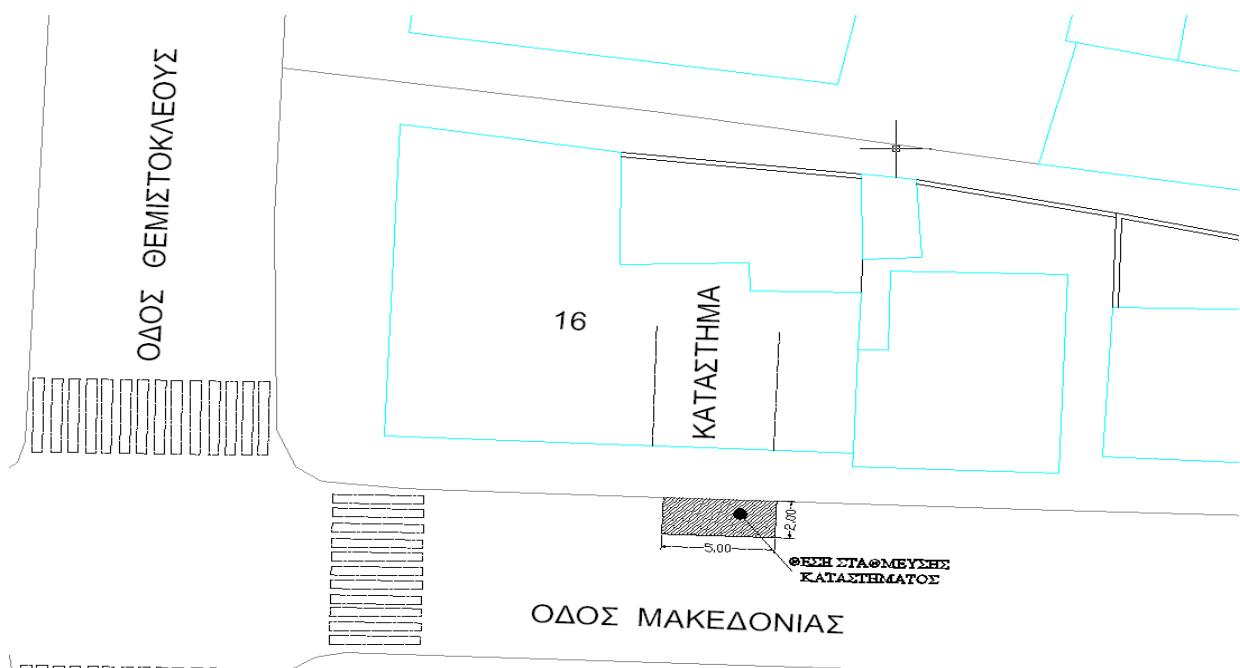 ΟΔΟΣ ΘΕΜΙΣΤΟΚΛΕΟΥΣ
16
ΚΑΤΑΣΤΗΜΑ
2.00
5.00
ΘΕΣΗ ΣΤΑΘΜΕΥΣΗΣ
ΚΑΤΑΣΤΗΜΑΤΟΣ
ΟΔΟΣ ΜΑΚΕΔΟΝΙΑΣ